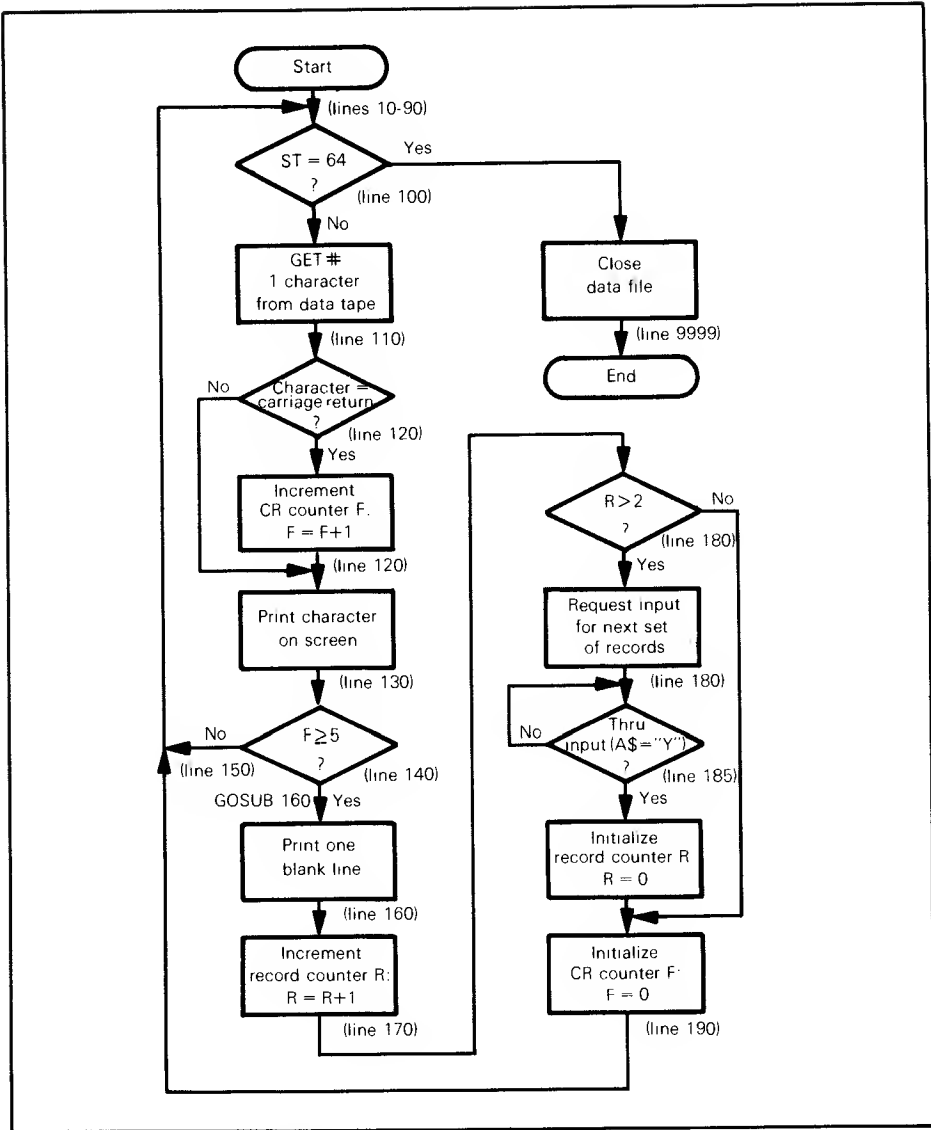 Start
(lines 10-90)
ST = 64
?
Yes
(line 100)
No
GET #
1 character
from data tape
(line 110)
Close
data file
(line 9999)
End
No
Character =
carriage return
?
(line 120)
Yes
Increment
CR counter F.
F = F+1
(line 120)
Print character
on screen
(line 130)
No
F≥5
?
(line 150)
(line 140)
GOSUB 160
Yes
Print one
blank line
(line 160)
Increment
record counter R:
R = R+1
(line 170)
R>2
?
No
(line 180)
Yes
Request input
for next set
of records
(line 180)
No
Thru
input (A$="Y")
?
(line 185)
Yes
Initialize
record counter R
R = 0
Initialize
CR counter F:
F = 0
(line 190)